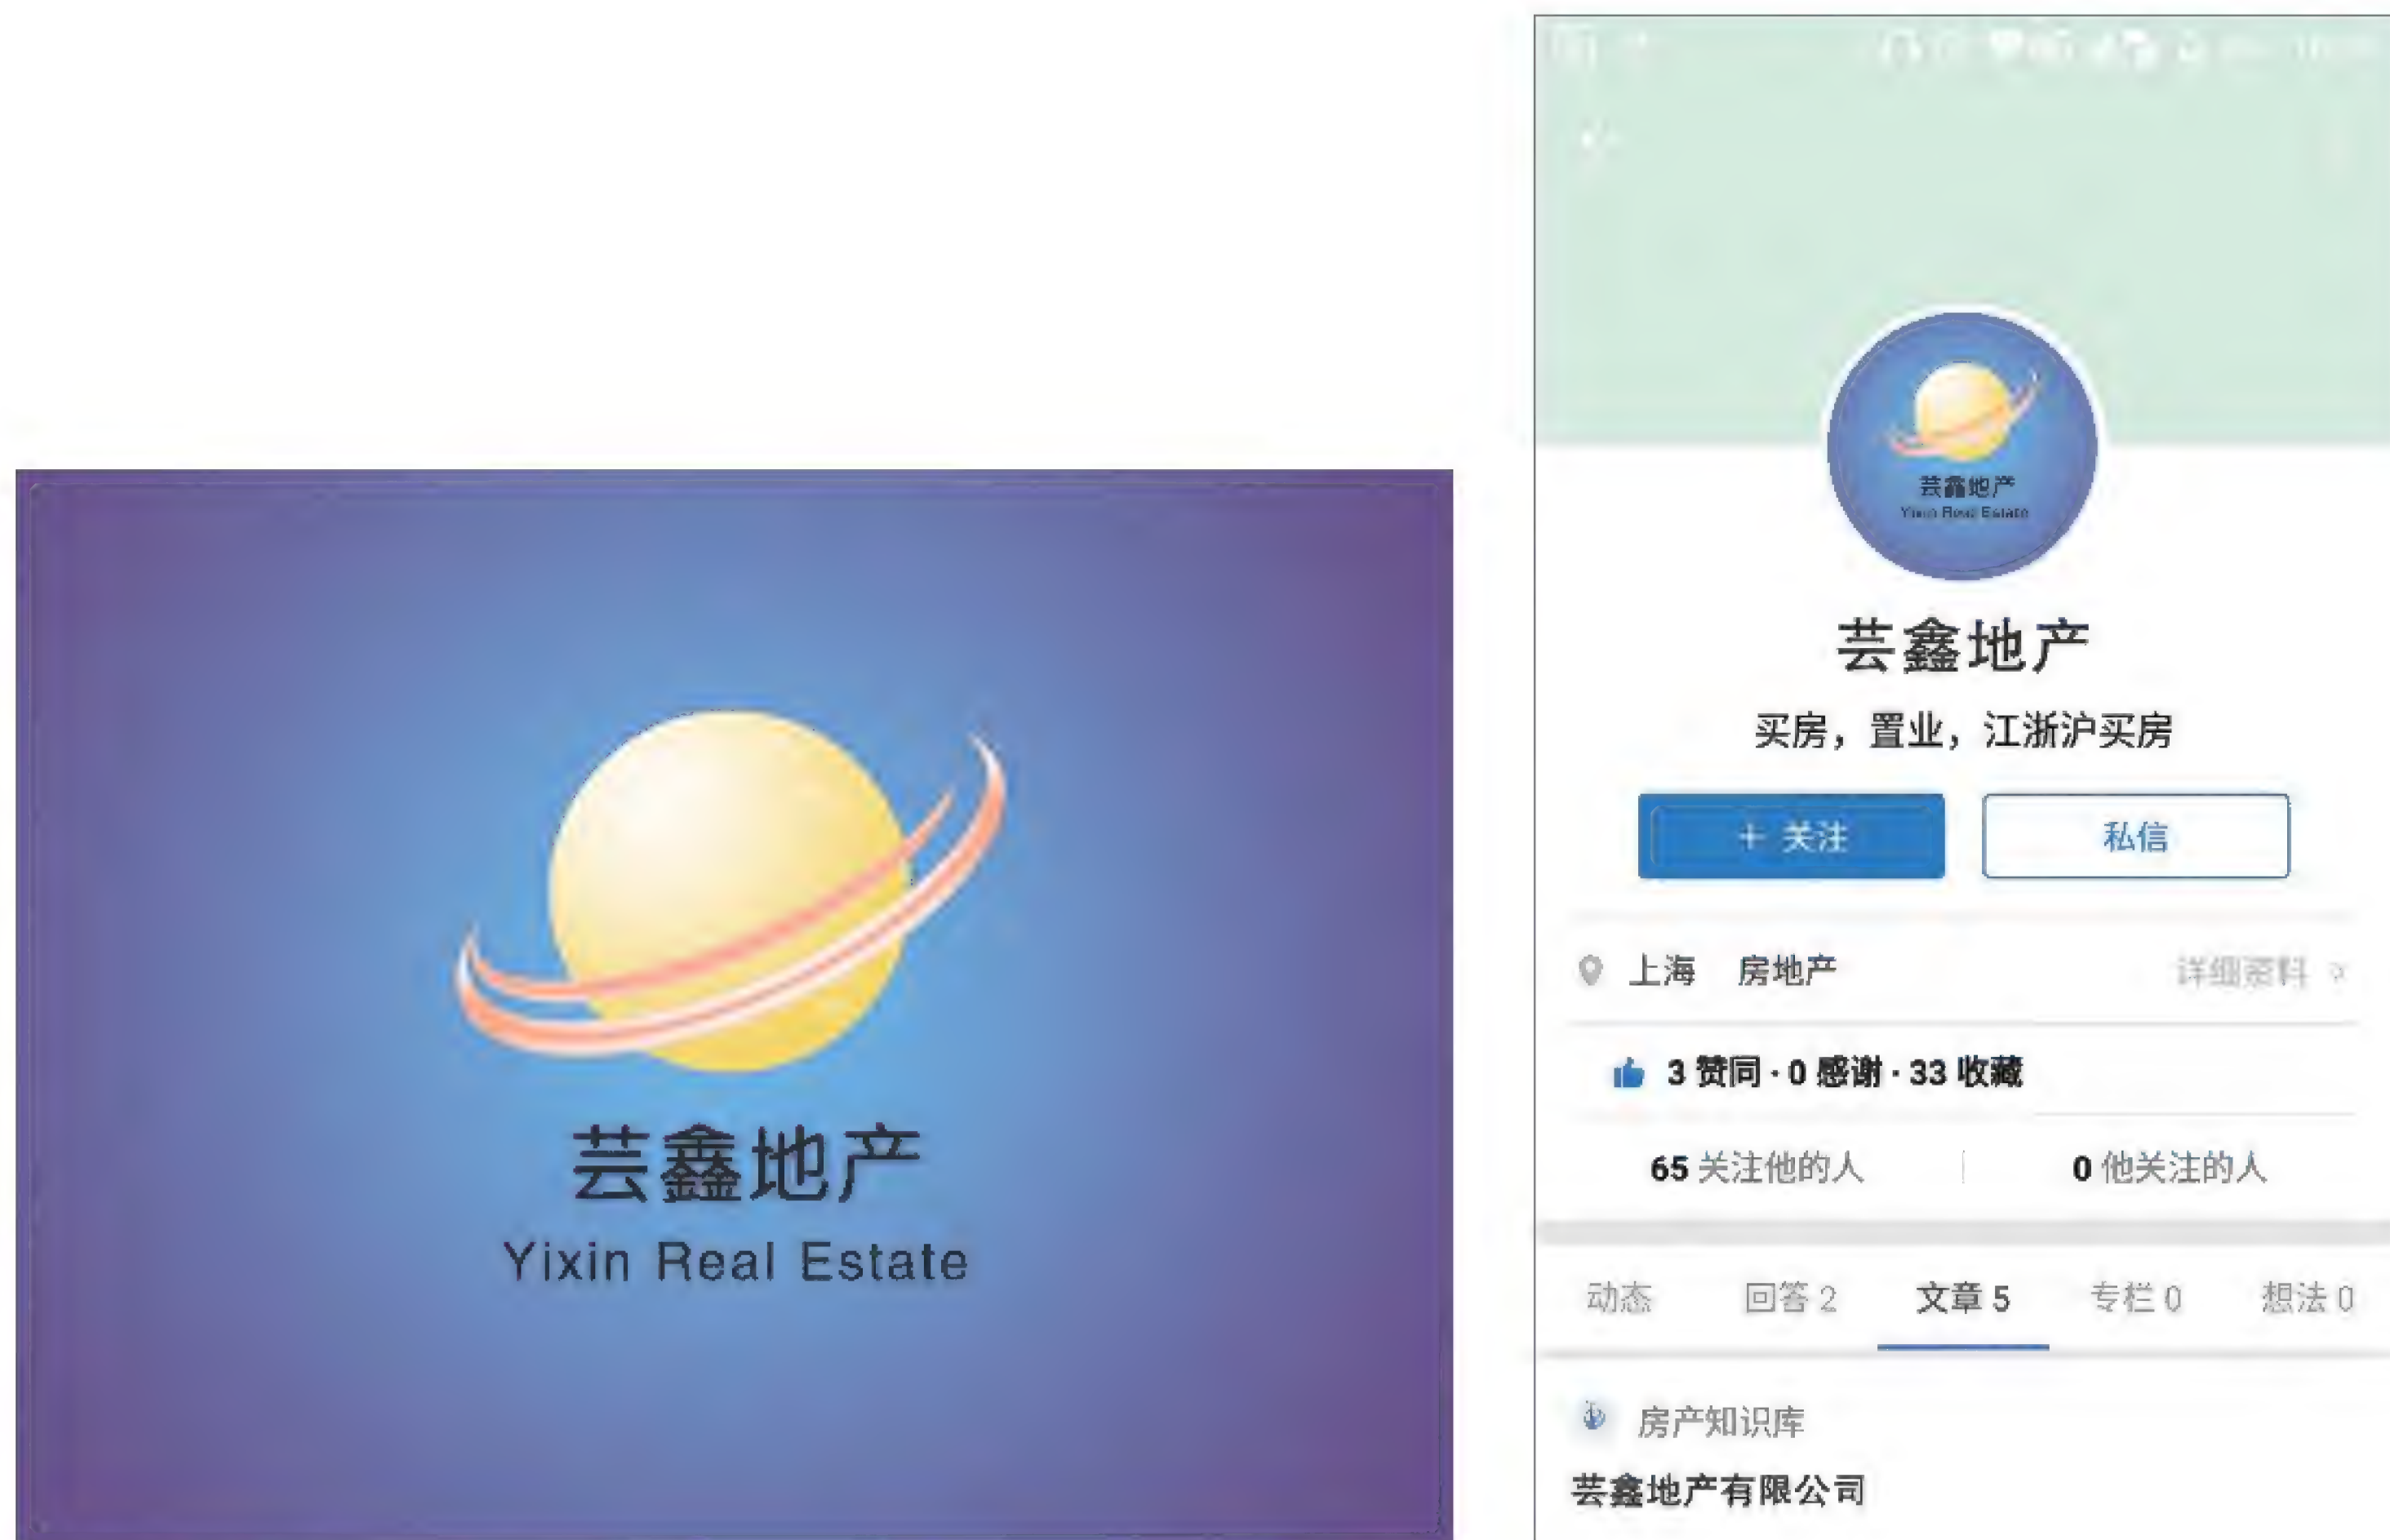 芸鑫地产
Yixin Real Estate
芸鑫地产
Yixin Real Estate
芸鑫地产
买房，置业，江浙沪买房
+ 关注 私信
上海 房地产 详细资料 >
3 赞同 · 0 感谢 · 33 收藏
65 关注他的人 0 他关注的人
动态 回答 2 文章 5 专栏 0 想法 0
房产知识库
芸鑫地产有限公司